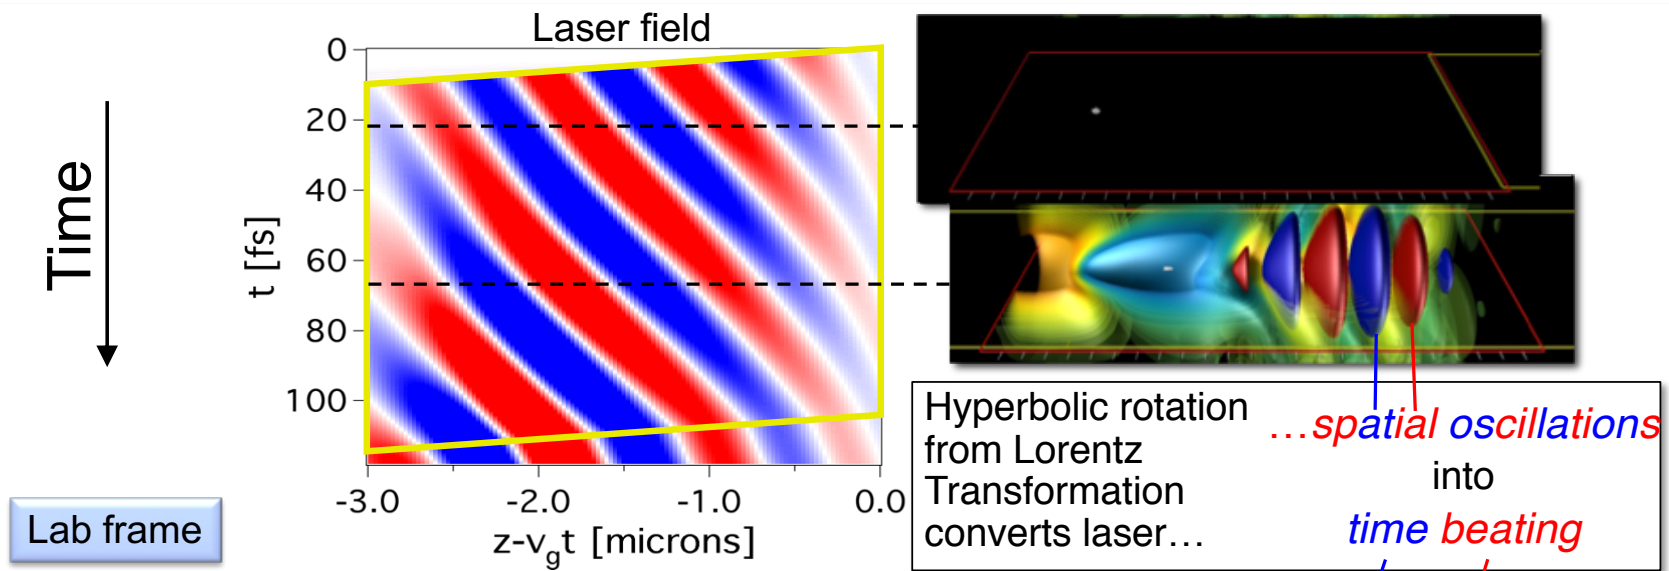 Laser field
0
20
40
60
80
100
t [fs]
Time
-3.0 -2.0 -1.0 0.0
z-vgt [microns]
Lab frame
Hyperbolic rotation
from Lorentz
Transformation
converts laser…
…spatial oscillations
into
time beating